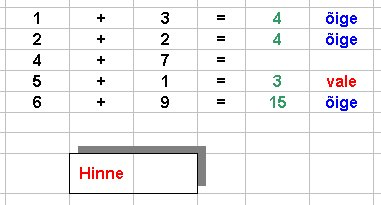 1 + 3 = 4 õige
2 + 2 = 4 õige
4 + 7 =
5 + 1 = 3 vale
6 + 9 = 15 õige
Hinne